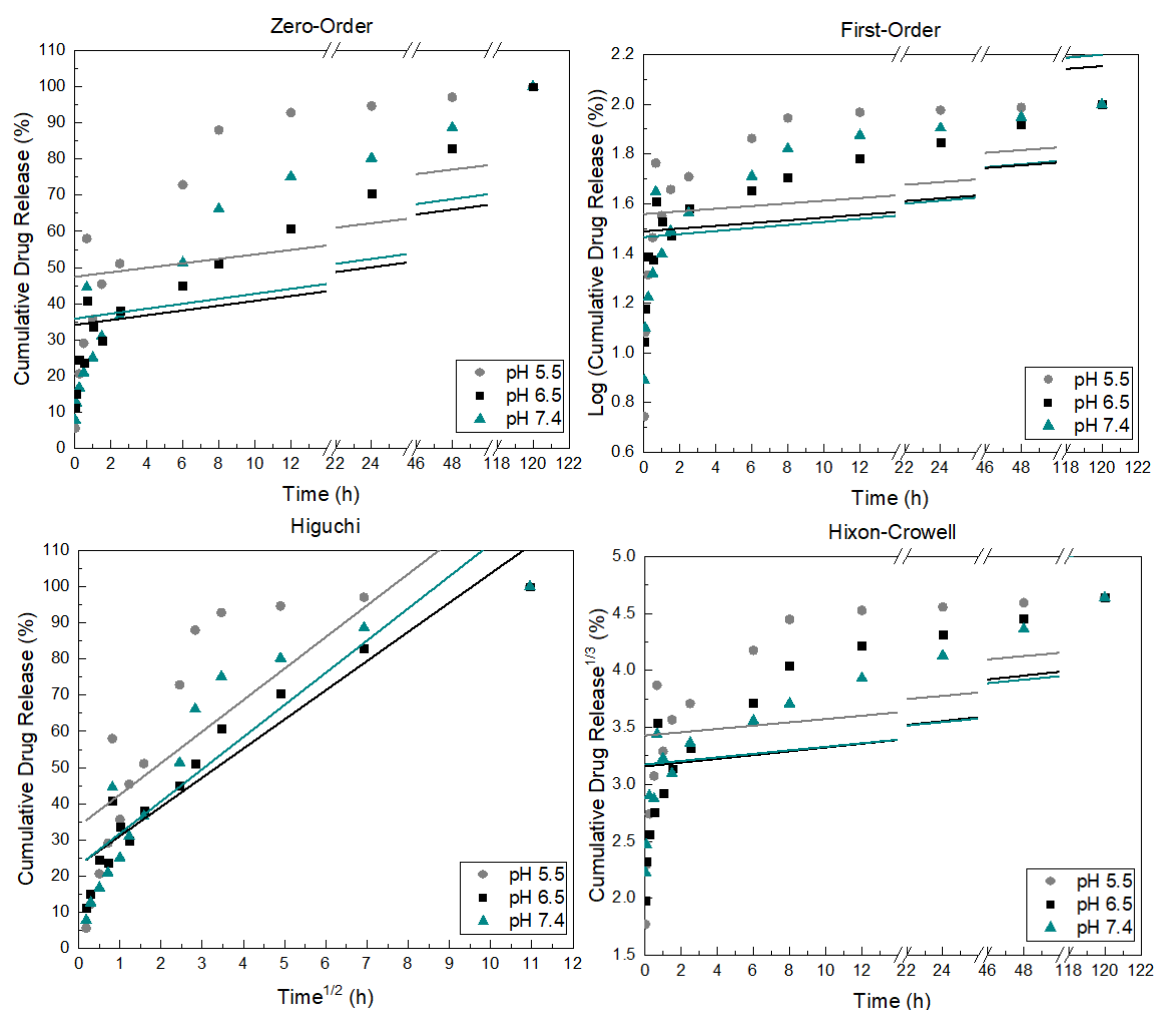 Zero-Order
Cumulative Drug Release (%)
110
100
90
80
70
60
50
40
30
20
10
0
0 2 4 6 8 10 12 22 24 46 48 120 122
Time (h)
pH 5.5
pH 6.5
pH 7.4
First-Order
Log (Cumulative Drug Release (%))
2.2
2.0
1.8
1.6
1.4
1.2
1.0
0.8
0.6
0 2 4 6 8 10 12 22 24 46 48 118 120 122
Time (h)
pH 5.5
pH 6.5
pH 7.4
Higuchi
Cumulative Drug Release (%)
110
100
90
80
70
60
50
40
30
20
10
0
0 1 2 3 4 5 6 7 8 9 10 11 12
Time^1/2 (h)
pH 5.5
pH 6.5
pH 7.4
Hixon-Crowell
Cumulative Drug Release^1/3 (%)
5.0
4.5
4.0
3.5
3.0
2.5
2.0
1.5
0 2 4 6 8 10 12 22 24 46 48 118 120 122
Time (h)
pH 5.5
pH 6.5
pH 7.4